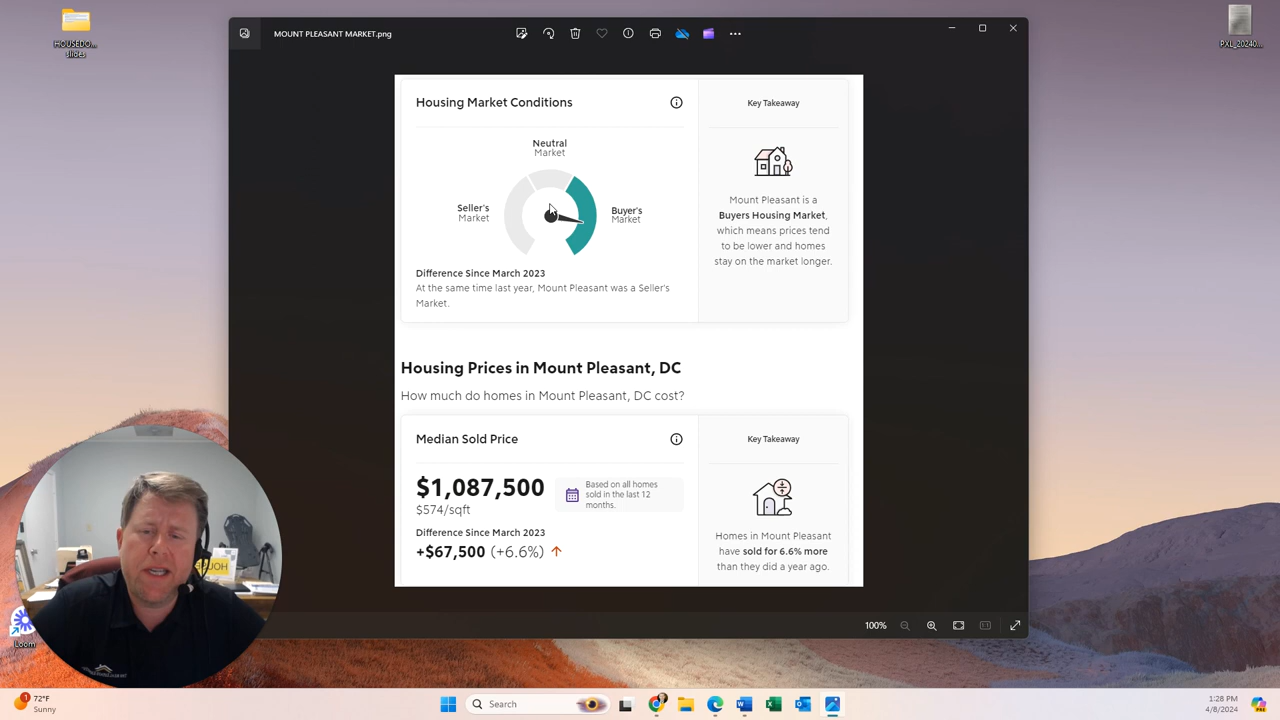 HOUSEDO...
slides
MOUNT PLEASANT MARKET.png
PXL_20240...
Housing Market Conditions
Key Takeaway
Neutral
Market
Seller's
Market
Buyer's
Market
Mount Pleasant is a
Buyers Housing Market,
which means prices tend
to be lower and homes
stay on the market longer.
Difference Since March 2023
At the same time last year, Mount Pleasant was a Seller's
Market.
Housing Prices in Mount Pleasant, DC
How much do homes in Mount Pleasant, DC cost?
Median Sold Price
Key Takeaway
$1,087,500
$574/sqft
Based on all homes
sold in the last 12
months.
Difference Since March 2023
+$67,500 (+6.6%)
Homes in Mount Pleasant
have sold for 6.6% more
than they did a year ago.
Loom
100%
72°F
Sunny
Search
1:28 PM
4/8/2024